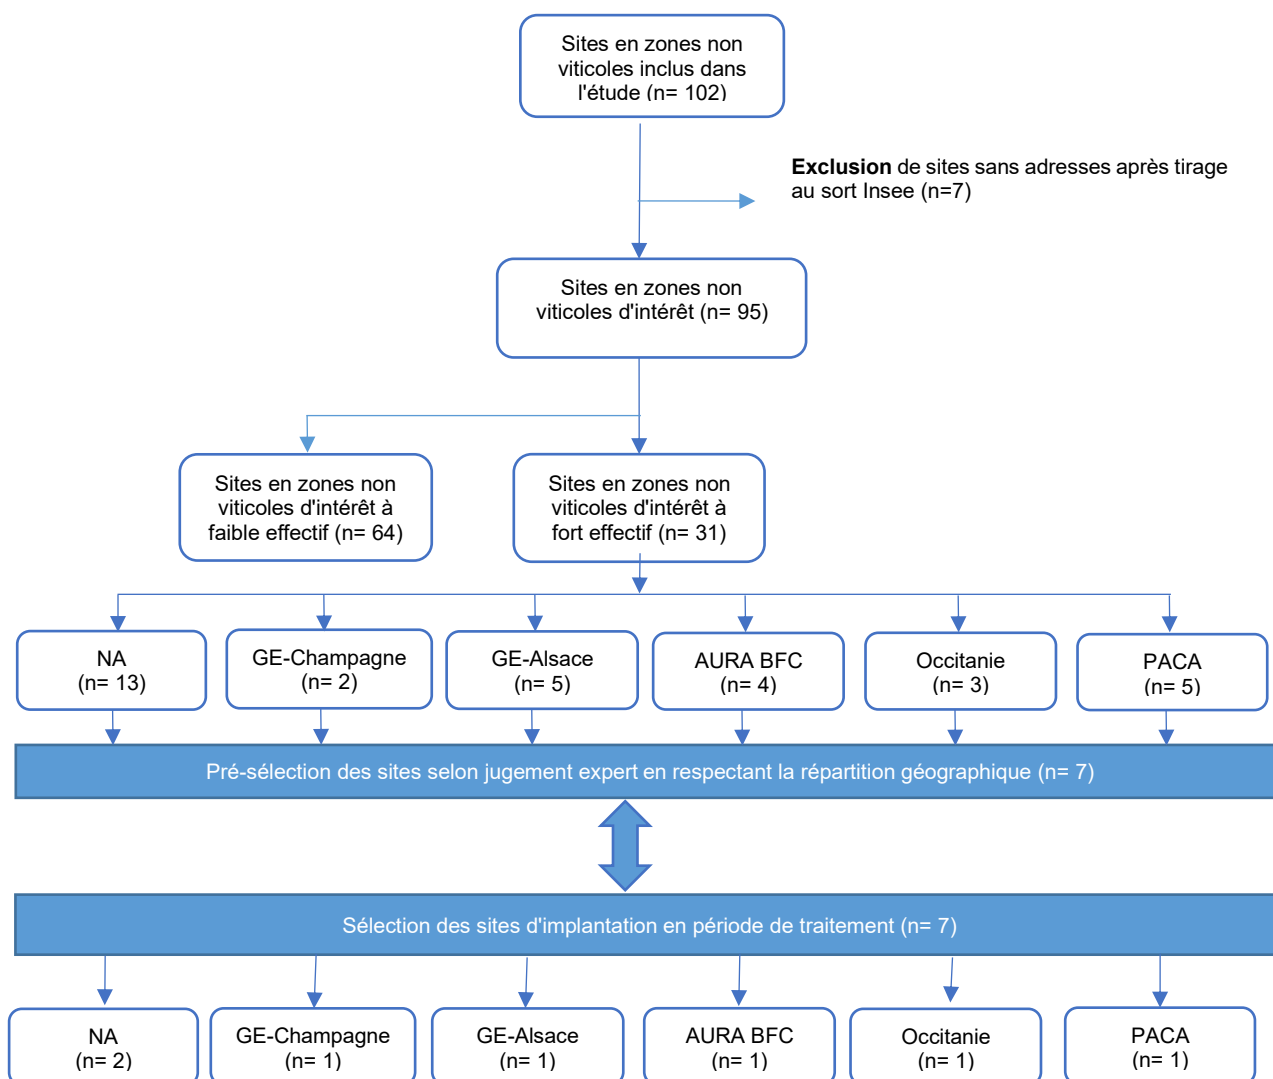 Sites en zones non
viticoles inclus dans
l'étude (n= 102)
Exclusion de sites sans adresses après tirage
au sort Insee (n=7)
Sites en zones non
viticoles d'intérêt (n= 95)
Sites en zones non
viticoles d'intérêt à
faible effectif (n= 64)
Sites en zones non
viticoles d'intérêt à
fort effectif (n= 31)
NA
(n= 13)
GE-Champagne
(n= 2)
GE-Alsace
(n= 5)
AURA BFC
(n= 4)
Occitanie
(n= 3)
PACA
(n= 5)
Pré-sélection des sites selon jugement expert en respectant la répartition géographique (n= 7)
Sélection des sites d'implantation en période de traitement (n= 7)
NA
(n= 2)
GE-Champagne
(n= 1)
GE-Alsace
(n= 1)
AURA BFC
(n= 1)
Occitanie
(n= 1)
PACA
(n= 1)